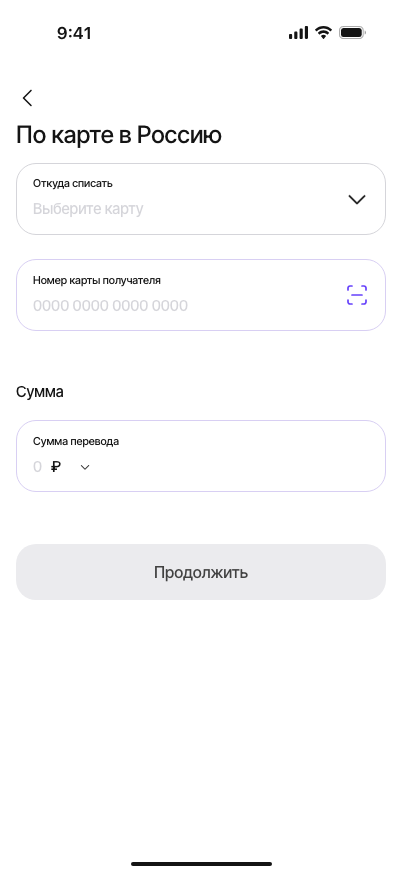 9:41
По карте в Россию
Откуда списать
Выберите карту
Номер карты получателя
0000 0000 0000 0000
Сумма
Сумма перевода
0 ₽
Продолжить